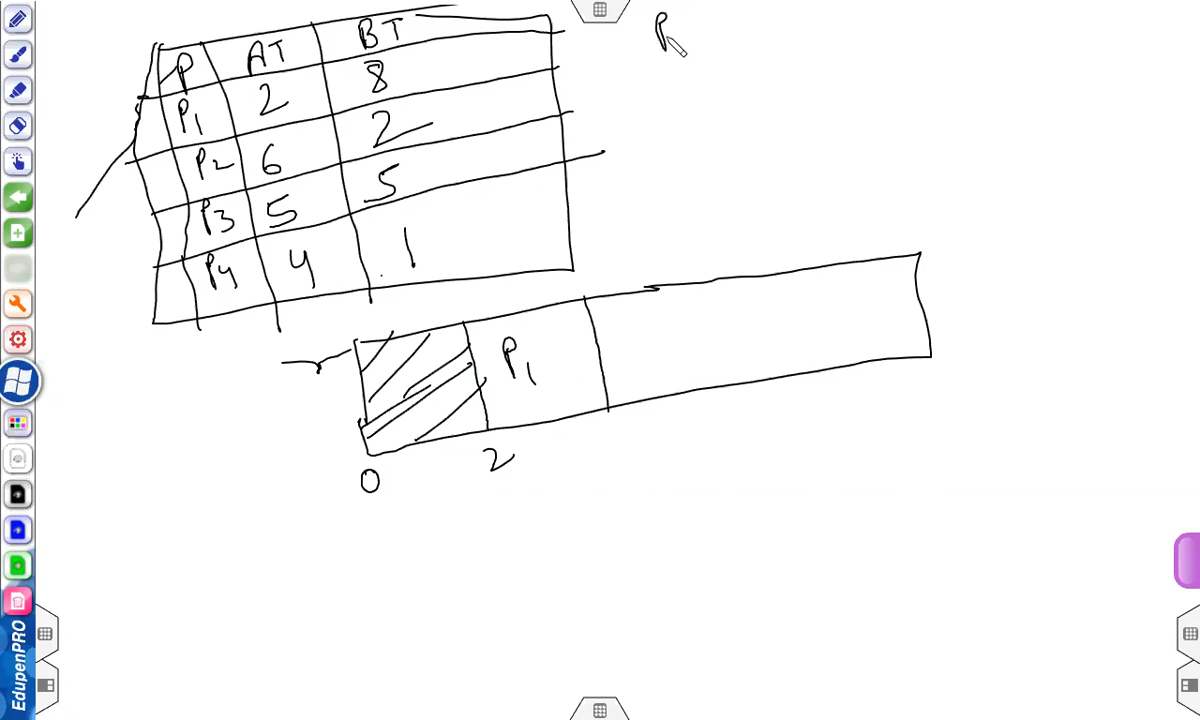 P AT BT
P1 2 8
P2 6 2
P3 5 5
P4 4 1
P
P1
0 2
EdupenPRO